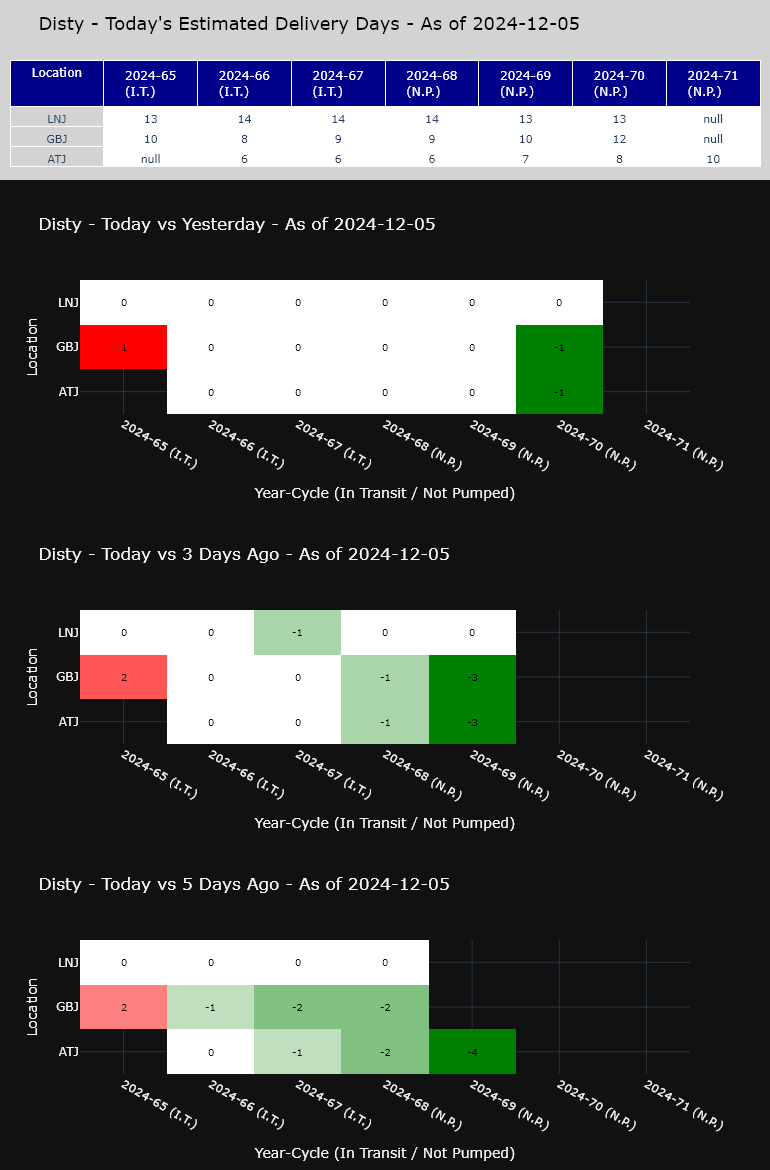 Disty - Today's Estimated Delivery Days - As of 2024-12-05
Location 2024-65 (I.T.) 2024-66 (I.T.) 2024-67 (I.T.) 2024-68 (N.P.) 2024-69 (N.P.) 2024-70 (N.P.) 2024-71 (N.P.)
LNJ 13 14 14 14 13 13 null
GBJ 10 8 9 9 10 12 null
ATJ null 6 6 6 7 8 10
Disty - Today vs Yesterday - As of 2024-12-05
Location
LNJ 0 0 0 0 0 0
GBJ 1 0 0 0 0 -1
ATJ 0 0 0 0 -1
2024-65 (I.T.) 2024-66 (I.T.) 2024-67 (I.T.) 2024-68 (N.P.) 2024-69 (N.P.) 2024-70 (N.P.) 2024-71 (N.P.)
Year-Cycle (In Transit / Not Pumped)
Disty - Today vs 3 Days Ago - As of 2024-12-05
Location
LNJ 0 0 -1 0 0
GBJ 2 0 0 -1 -3
ATJ 0 0 -1 -3
2024-65 (I.T.) 2024-66 (I.T.) 2024-67 (I.T.) 2024-68 (N.P.) 2024-69 (N.P.) 2024-70 (N.P.) 2024-71 (N.P.)
Year-Cycle (In Transit / Not Pumped)
Disty - Today vs 5 Days Ago - As of 2024-12-05
Location
LNJ 0 0 0 0
GBJ 2 -1 -2 -2
ATJ 0 -1 -2 -4
2024-65 (I.T.) 2024-66 (I.T.) 2024-67 (I.T.) 2024-68 (N.P.) 2024-69 (N.P.) 2024-70 (N.P.) 2024-71 (N.P.)
Year-Cycle (In Transit / Not Pumped)